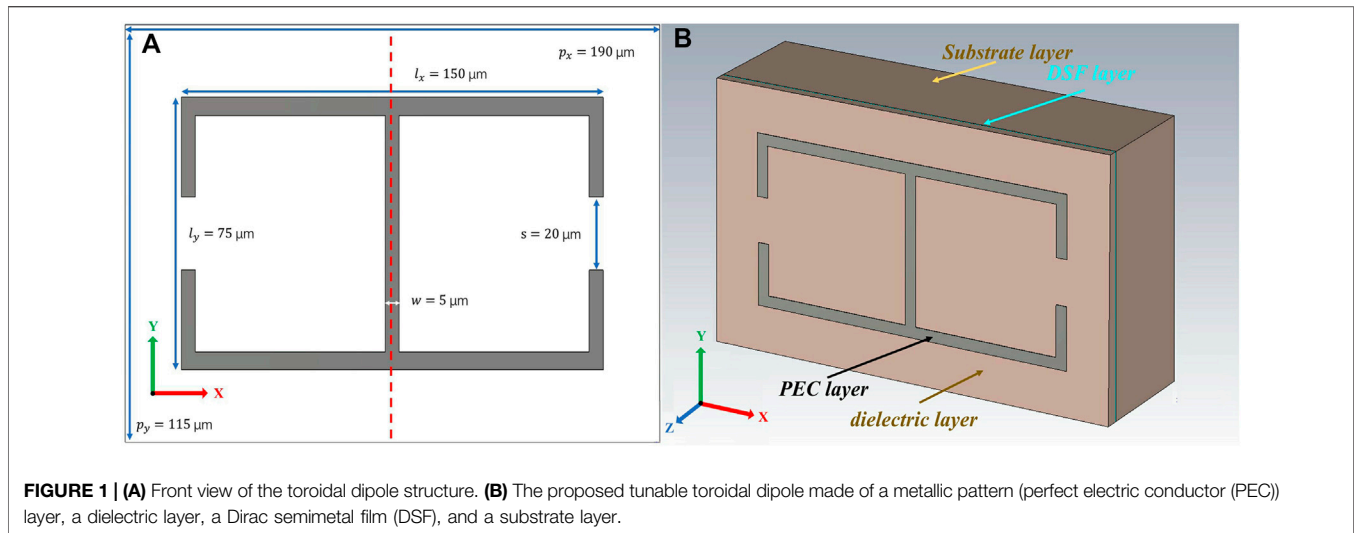 A
p_x = 190 μm
l_x = 150 μm
l_y = 75 μm
s = 20 μm
w = 5 μm
Y
X
p_y = 115 μm
B
Substrate layer
DSF layer
PEC layer
dielectric layer
Y
X
Z
FIGURE 1 | (A) Front view of the toroidal dipole structure. (B) The proposed tunable toroidal dipole made of a metallic pattern (perfect electric conductor (PEC))
layer, a dielectric layer, a Dirac semimetal film (DSF), and a substrate layer.